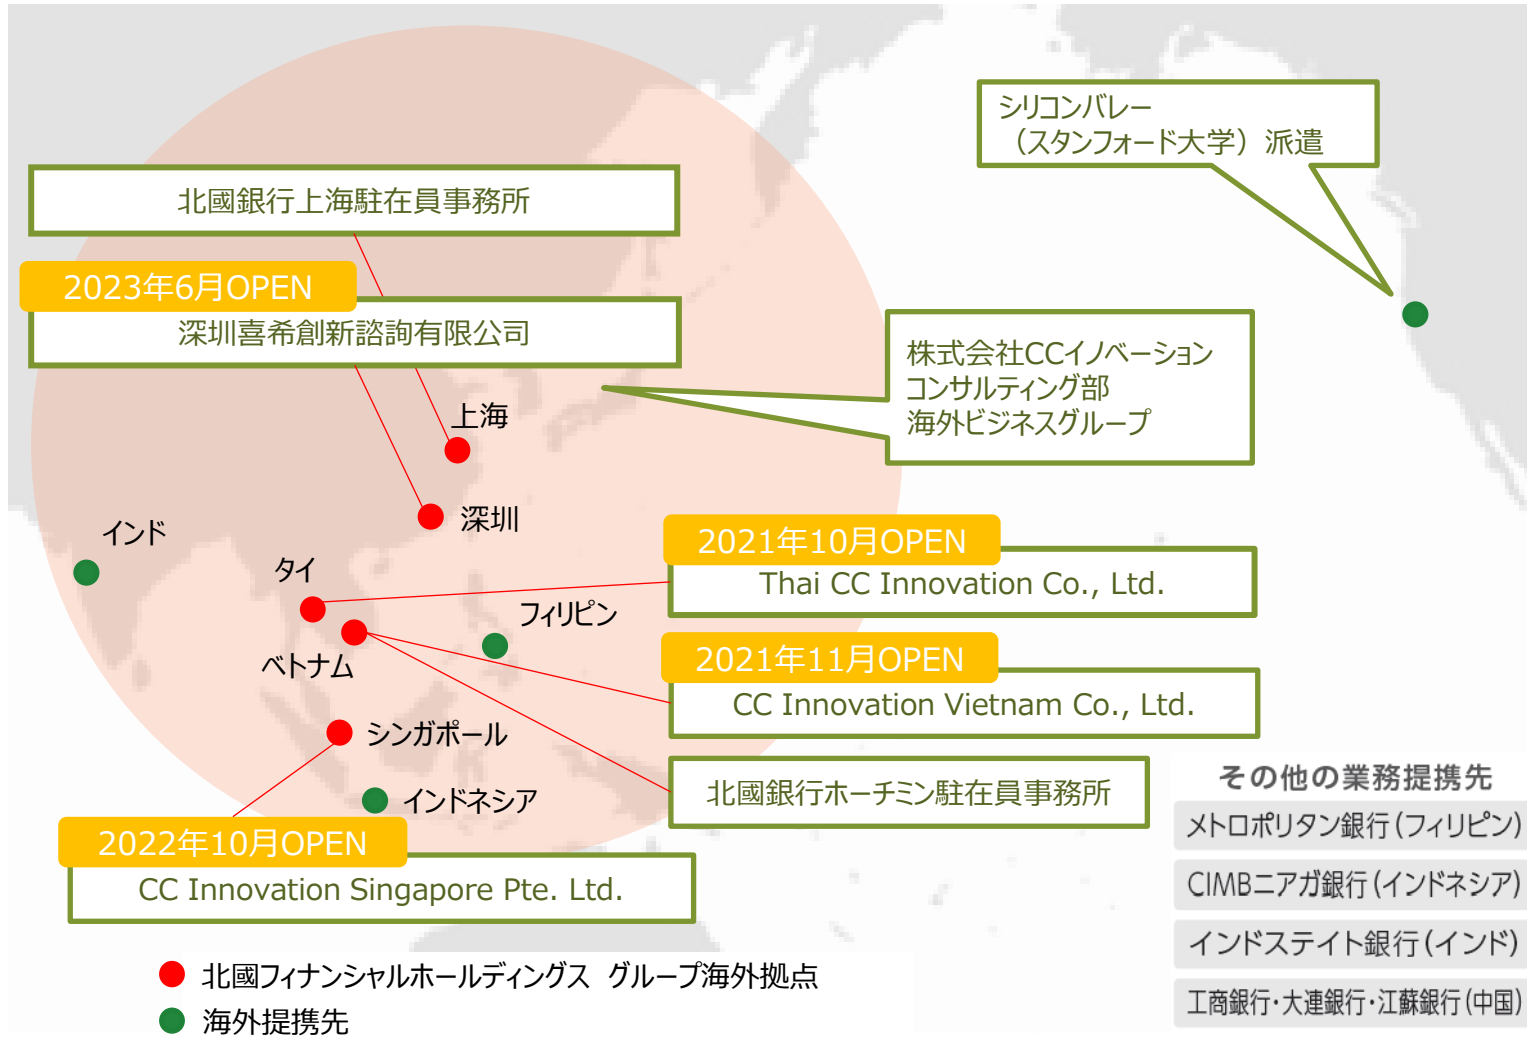 シリコンバレー
（スタンフォード大学）派遣
北國銀行上海駐在員事務所
2023年6月OPEN
深圳喜希創新諮詢有限公司
株式会社CCイノベーション
コンサルティング部
海外ビジネスグループ
上海
深圳
インド
タイ
2021年10月OPEN
Thai CC Innovation Co., Ltd.
フィリピン
ベトナム
2021年11月OPEN
CC Innovation Vietnam Co., Ltd.
シンガポール
北國銀行ホーチミン駐在員事務所
インドネシア
2022年10月OPEN
CC Innovation Singapore Pte. Ltd.
その他の業務提携先
メトロポリタン銀行(フィリピン)
CIMBニアガ銀行(インドネシア)
インドステイト銀行(インド)
工商銀行・大連銀行・江蘇銀行(中国)
北國フィナンシャルホールディングス グループ海外拠点
海外提携先